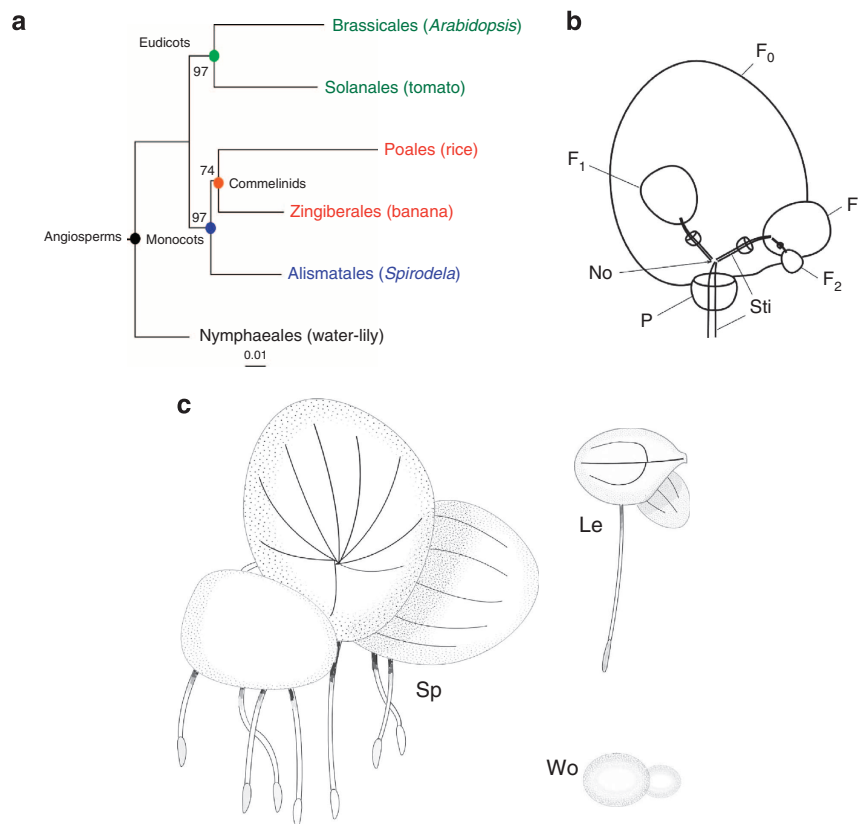 a
Eudicots
Brassicales (Arabidopsis)
97
Solanales (tomato)
Poales (rice)
74
Commelinids
97
Zingiberales (banana)
Angiosperms
Monocots
Alismatales (Spirodela)
Nymphaeales (water-lily)
0.01
b
F0
F1
F
No
F2
P
Sti
c
Le
Sp
Wo